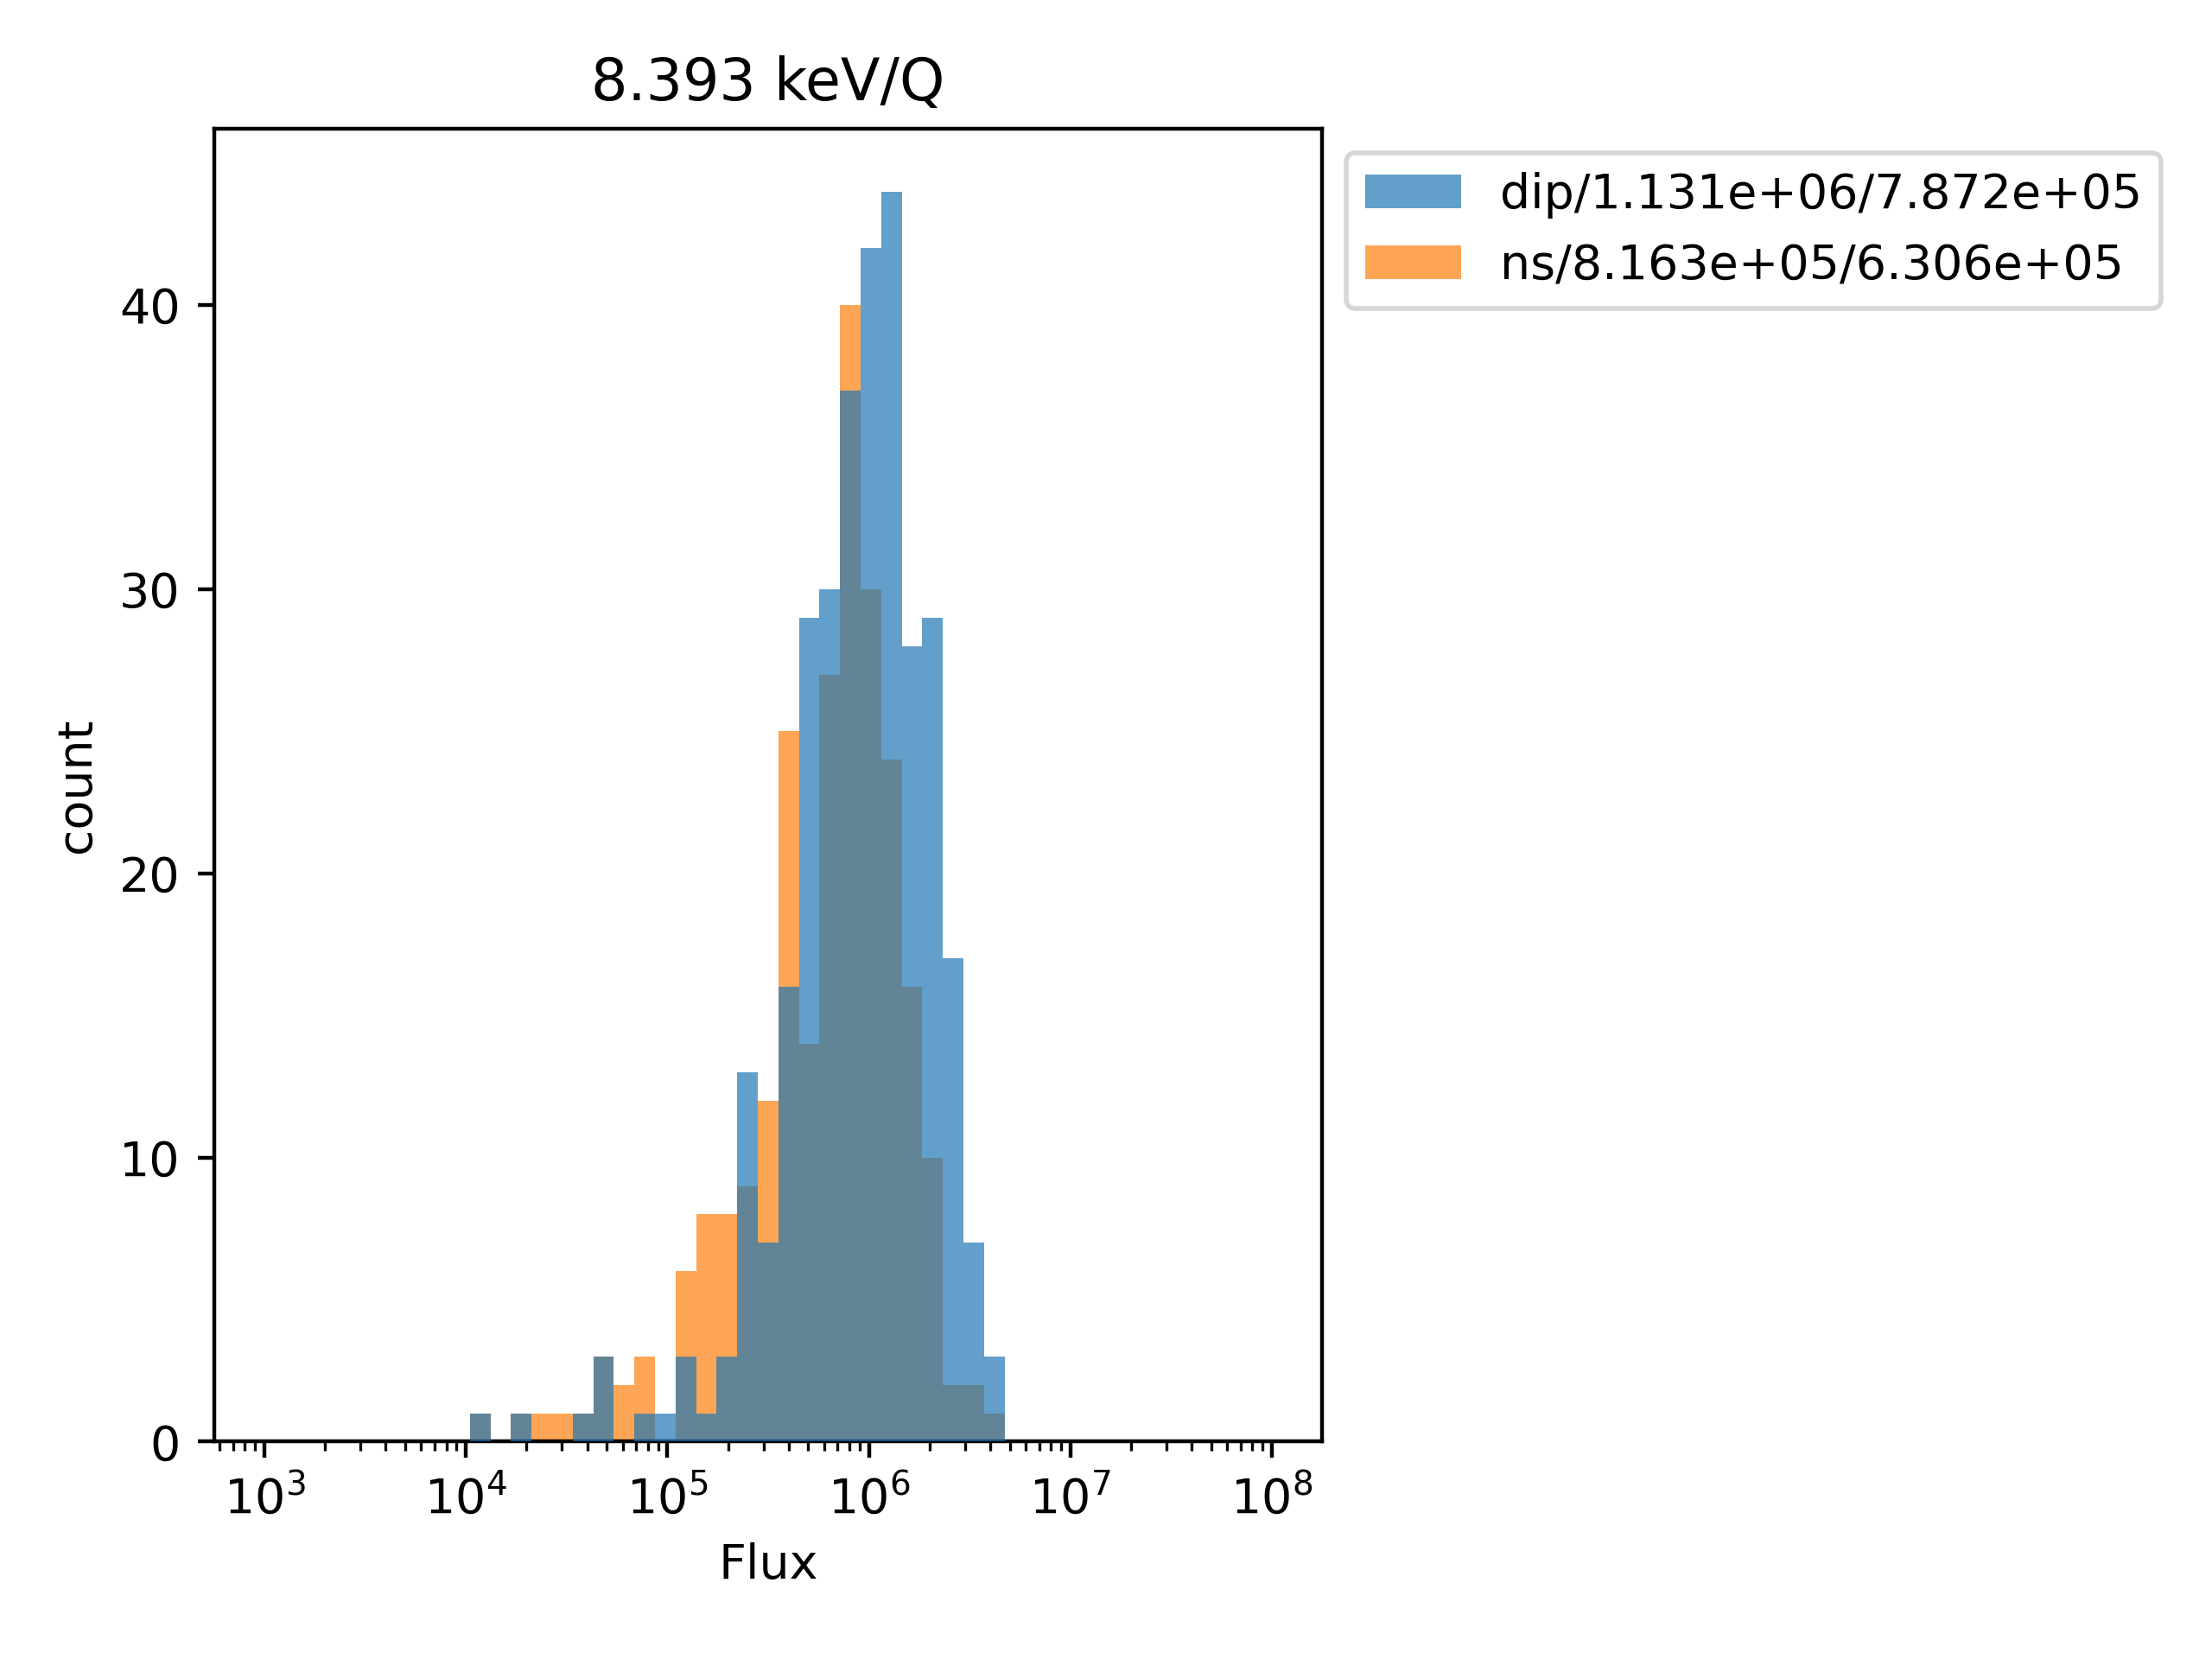 8.393 keV/Q
dip/1.131e+06/7.872e+05
ns/8.163e+05/6.306e+05
40
30
20
10
0
count
10³ 10⁴ 10⁵ 10⁶ 10⁷ 10⁸
Flux